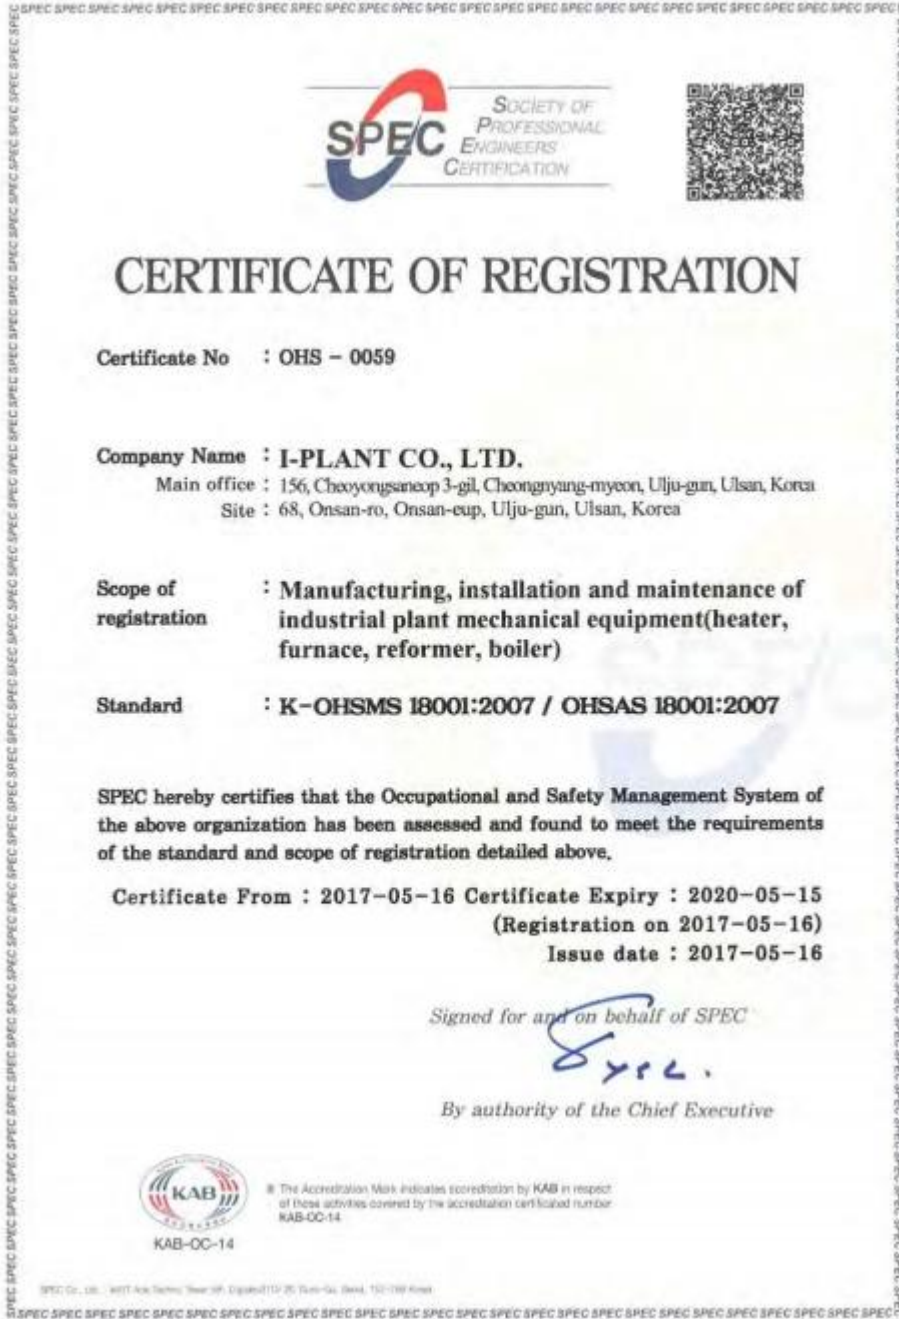 SPEC
SOCIETY OF
PROFESSIONAL
ENGINEERS
CERTIFICATION
CERTIFICATE OF REGISTRATION
Certificate No : OHS - 0059
Company Name : I-PLANT CO., LTD.
Main office : 156, Cheoyongsaneop 3-gil, Cheongnyang-myeon, Ulju-gun, Ulsan, Korea
Site : 68, Onsan-ro, Onsan-eup, Ulju-gun, Ulsan, Korea
Scope of registration : Manufacturing, installation and maintenance of
industrial plant mechanical equipment(heater,
furnace, reformer, boiler)
Standard : K-OHSMS 18001:2007 / OHSAS 18001:2007
SPEC hereby certifies that the Occupational and Safety Management System of
the above organization has been assessed and found to meet the requirements
of the standard and scope of registration detailed above.
Certificate From : 2017-05-16 Certificate Expiry : 2020-05-15
(Registration on 2017-05-16)
Issue date : 2017-05-16
Signed for and on behalf of SPEC
By authority of the Chief Executive
KAB
KAB-OC-14
※ The Accreditation Mark indicates accreditation by KAB in respect
of those activities covered by the accreditation certificated number
KAB-OC-14